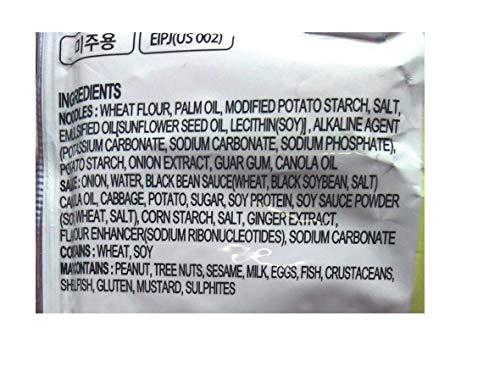 미주용 EIPJ(US 002)
INGREDIENTS
NOODLES : WHEAT FLOUR, PALM OIL, MODIFIED POTATO STARCH, SALT,
EMULSIFIED OIL[SUNFLOWER SEED OIL, LECITHIN(SOY)] , ALKALINE AGENT
(POTASSIUM CARBONATE, SODIUM CARBONATE, SODIUM PHOSPHATE),
POTATO STARCH, ONION EXTRACT, GUAR GUM, CANOLA OIL
SAUCE : ONION, WATER, BLACK BEAN SAUCE(WHEAT, BLACK SOYBEAN, SALT)
CANOLA OIL, CABBAGE, POTATO, SUGAR, SOY PROTEIN, SOY SAUCE POWDER
(SOY, WHEAT, SALT), CORN STARCH, SALT, GINGER EXTRACT,
FLAVOUR ENHANCER(SODIUM RIBONUCLEOTIDES), SODIUM CARBONATE
CONTAINS : WHEAT, SOY
MAY CONTAINS : PEANUT, TREE NUTS, SESAME, MILK, EGGS, FISH, CRUSTACEANS,
SHELLFISH, GLUTEN, MUSTARD, SULPHITES